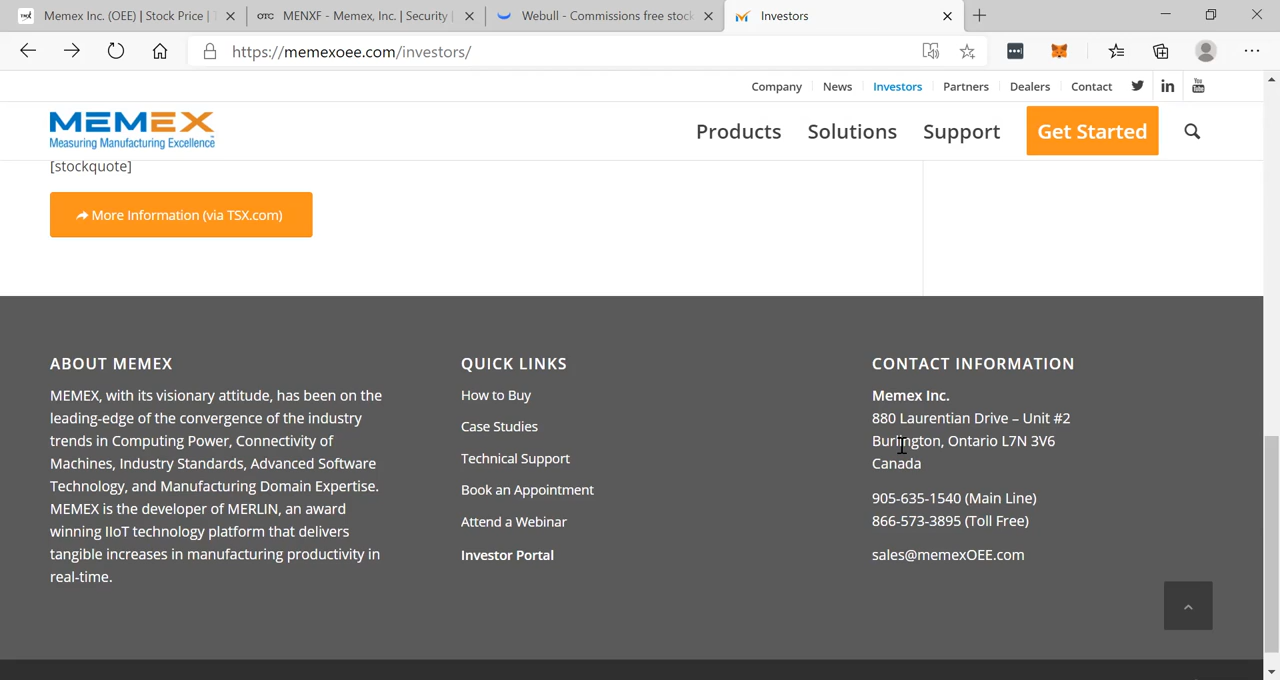 Memex Inc. (OEE) | Stock Price |
MENXF - Memex, Inc. | Security
Webull - Commissions free stock
Investors
https://memexoee.com/investors/
Company
News
Investors
Partners
Dealers
Contact
MEMEX
Measuring Manufacturing Excellence
Products
Solutions
Support
Get Started
[stockquote]
More Information (via TSX.com)
ABOUT MEMEX
MEMEX, with its visionary attitude, has been on the
leading-edge of the convergence of the industry
trends in Computing Power, Connectivity of
Machines, Industry Standards, Advanced Software
Technology, and Manufacturing Domain Expertise.
MEMEX is the developer of MERLIN, an award
winning IIoT technology platform that delivers
tangible increases in manufacturing productivity in
real-time.
QUICK LINKS
How to Buy
Case Studies
Technical Support
Book an Appointment
Attend a Webinar
Investor Portal
CONTACT INFORMATION
Memex Inc.
880 Laurentian Drive – Unit #2
Burlington, Ontario L7N 3V6
Canada
905-635-1540 (Main Line)
866-573-3895 (Toll Free)
sales@memexOEE.com